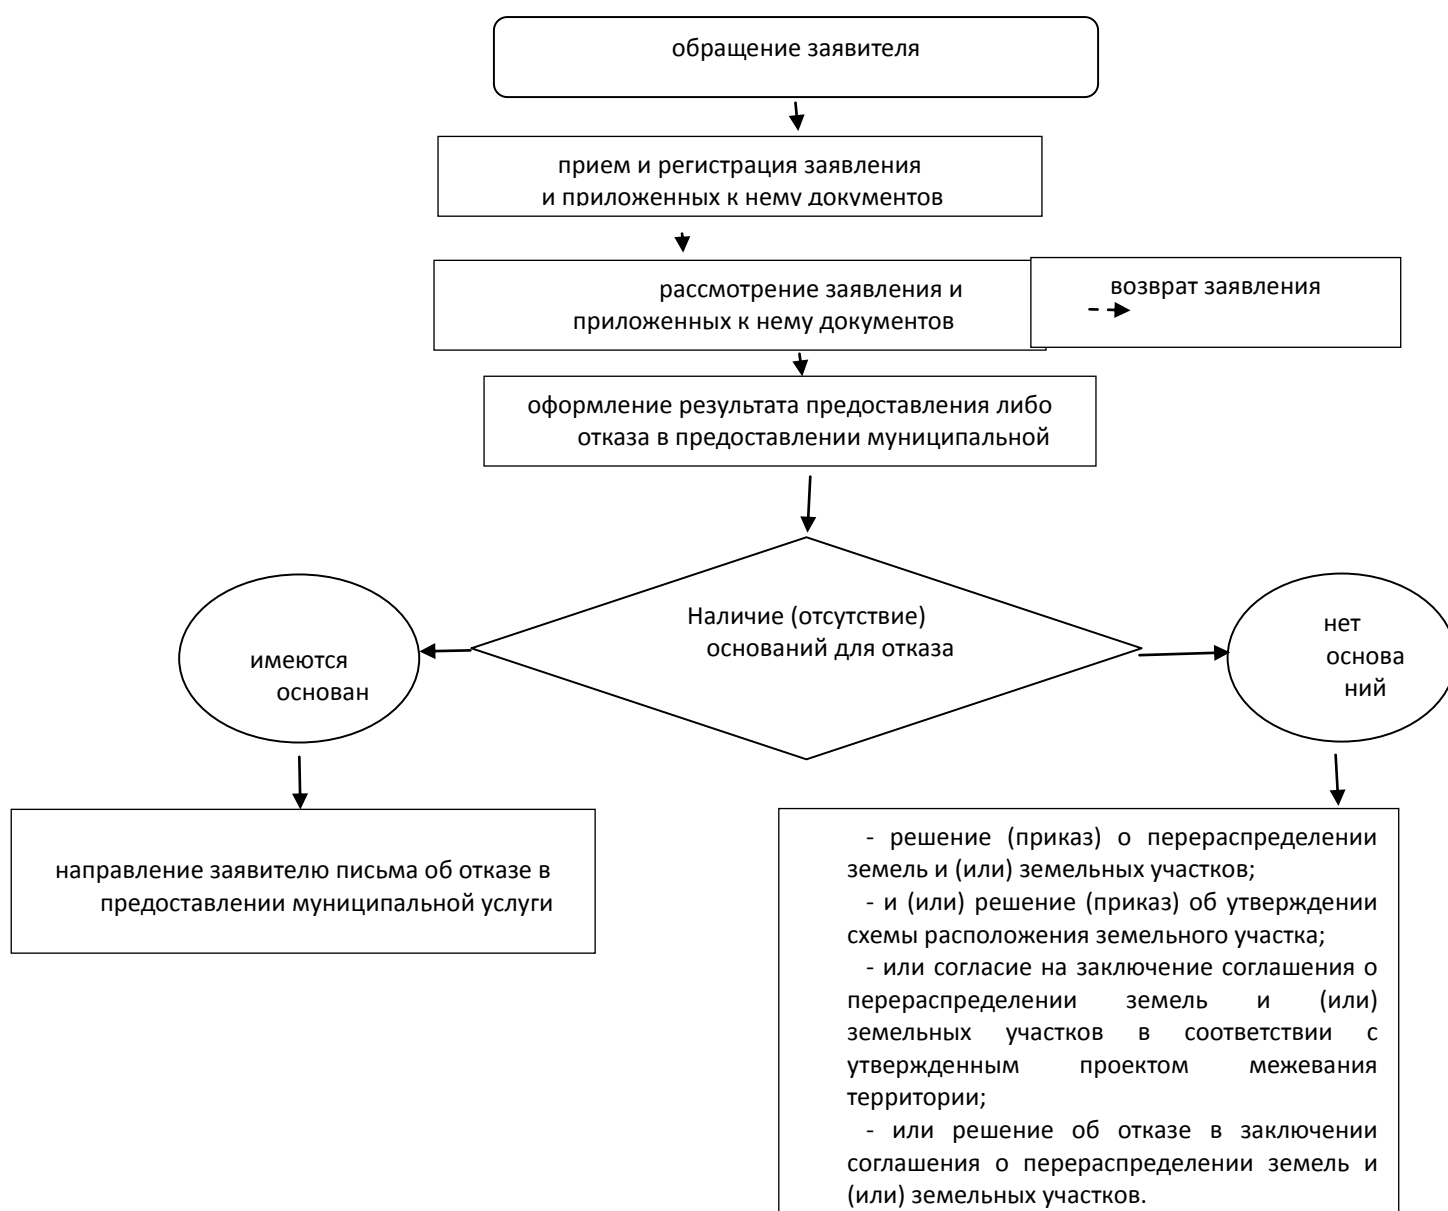 обращение заявителя
прием и регистрация заявления
и приложенных к нему документов
рассмотрение заявления и
приложенных к нему документов
возврат заявления
оформление результата предоставления либо
отказа в предоставлении муниципальной
Наличие (отсутствие)
оснований для отказа
имеются
основан
нет
основа
ний
направление заявителю письма об отказе в
предоставлении муниципальной услуги
- решение (приказ) о перераспределении
земель и (или) земельных участков;
- и (или) решение (приказ) об утверждении
схемы расположения земельного участка;
- или согласие на заключение соглашения о
перераспределении земель и (или)
земельных участков в соответствии с
утвержденным проектом межевания
территории;
- или решение об отказе в заключении
соглашения о перераспределении земель и
(или) земельных участков.